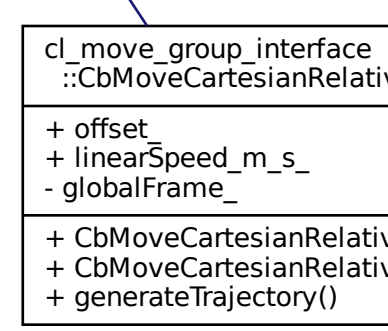 cl_move_group_interface
::CbMoveCartesianRelativ
+ offset_
+ linearSpeed_m_s_
- globalFrame_
+ CbMoveCartesianRelativ
+ CbMoveCartesianRelativ
+ generateTrajectory()